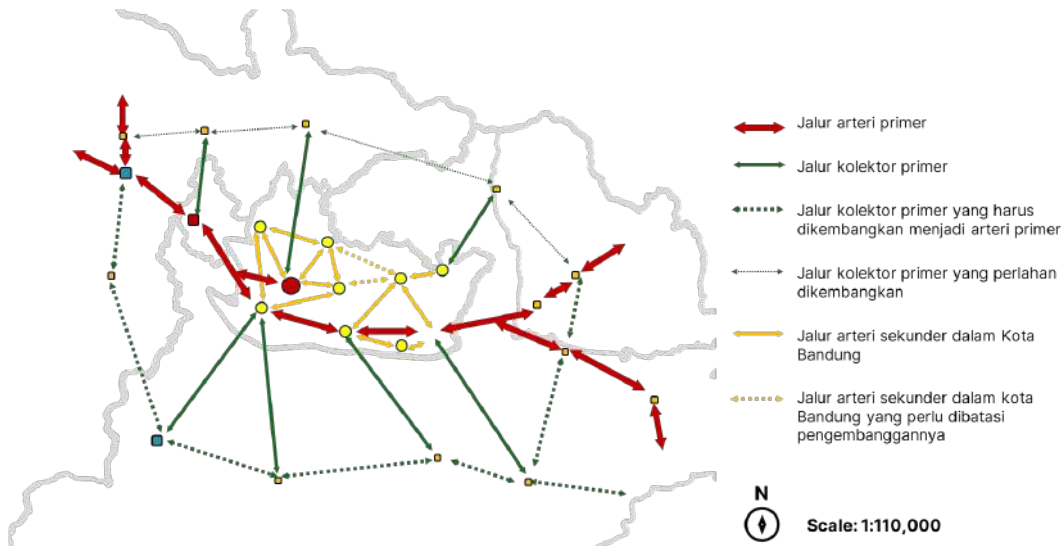 Jalur arteri primer
Jalur kolektor primer
Jalur kolektor primer yang harus
dikembangkan menjadi arteri primer
Jalur kolektor primer yang perlahan
dikembangkan
Jalur arteri sekunder dalam Kota
Bandung
Jalur arteri sekunder dalam kota
Bandung yang perlu dibatasi
pengembanggannya
N
Scale: 1:110,000